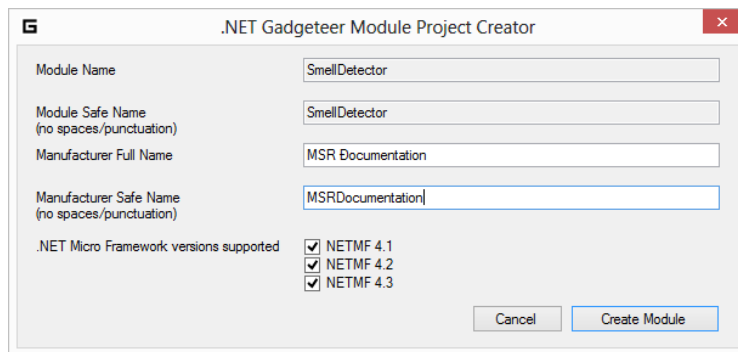 G .NET Gadgeteer Module Project Creator x
Module Name SmellDetector
Module Safe Name SmellDetector
(no spaces/punctuation)
Manufacturer Full Name MSR Documentation
Manufacturer Safe Name MSRDocumentation
(no spaces/punctuation)
.NET Micro Framework versions supported NETMF 4.1
NETMF 4.2
NETMF 4.3
Cancel Create Module